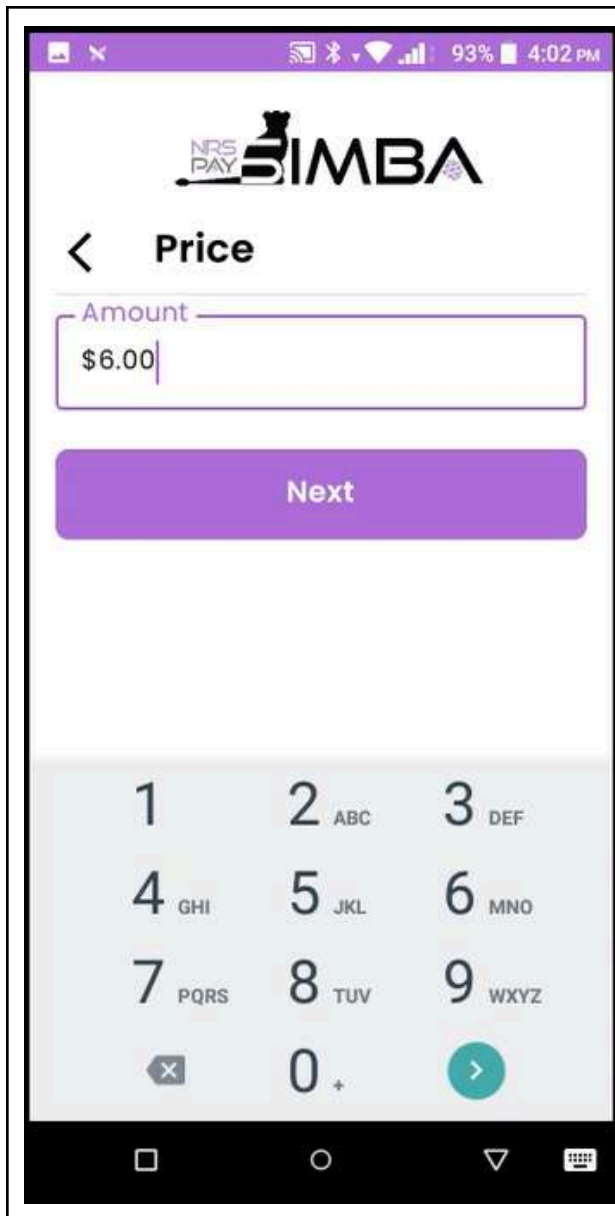 93% 4:02 PM
NRS
PAY
BIMBA
Price
Amount
$6.00
Next
1
2 ABC
3 DEF
4 GHI
5 JKL
6 MNO
7 PQRS
8 TUV
9 WXYZ
0 +